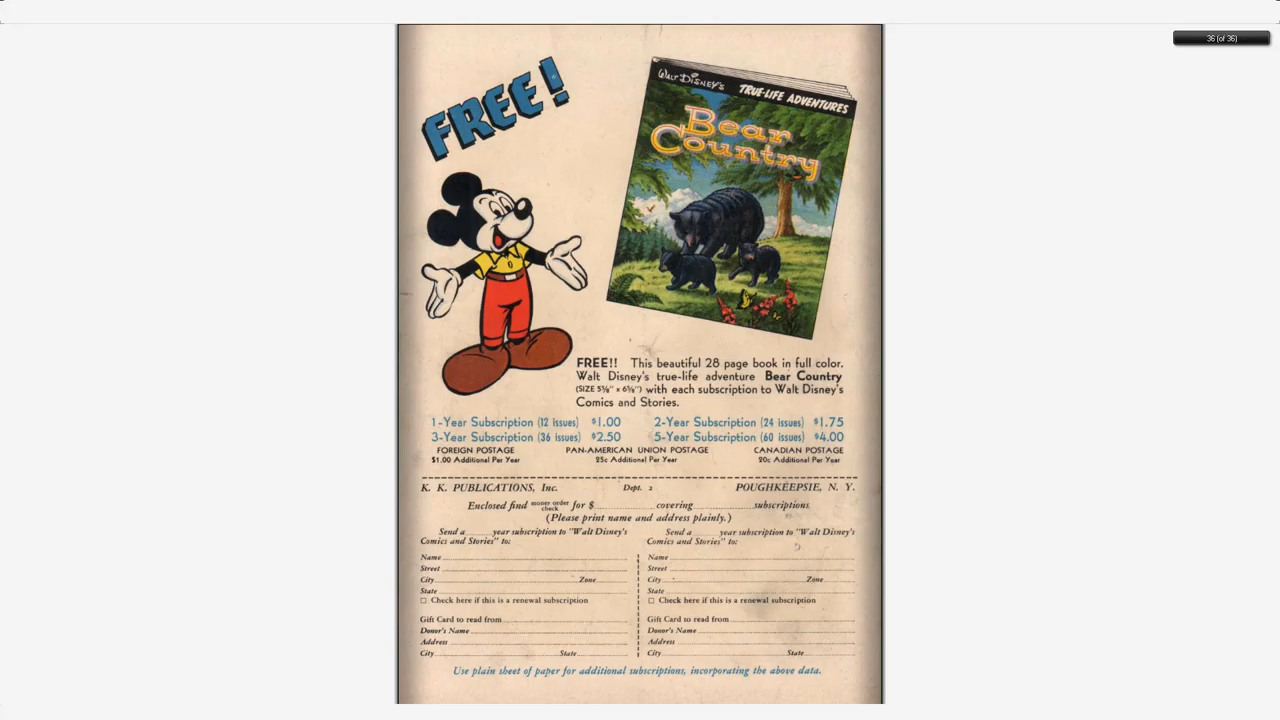 36 (of 36)
FREE!
WALT DISNEY'S TRUE-LIFE ADVENTURES
Bear
Country
FREE!! This beautiful 28 page book in full color.
Walt Disney's true-life adventure Bear Country
(SIZE 5⅝" x 6⅝") with each subscription to Walt Disney's
Comics and Stories.
1-Year Subscription (12 issues) $1.00 2-Year Subscription (24 issues) $1.75
3-Year Subscription (36 issues) $2.50 5-Year Subscription (60 issues) $4.00
FOREIGN POSTAGE PAN-AMERICAN UNION POSTAGE CANADIAN POSTAGE
$1.00 Additional Per Year 25c Additional Per Year 20c Additional Per Year
K. K. PUBLICATIONS, Inc. Dept. 2 POUGHKEEPSIE, N. Y.
Enclosed find money order check for $ covering subscriptions
(Please print name and address plainly.)
Send a year subscription to "Walt Disney's
Comics and Stories" to:
Name
Street
City Zone
State
☐ Check here if this is a renewal subscription
Gift Card to read from
Donor's Name
Address
City State
Send a year subscription to "Walt Disney's
Comics and Stories" to:
Name
Street
City Zone
State
☐ Check here if this is a renewal subscription
Gift Card to read from
Donor's Name
Address
City State
Use plain sheet of paper for additional subscriptions, incorporating the above data.